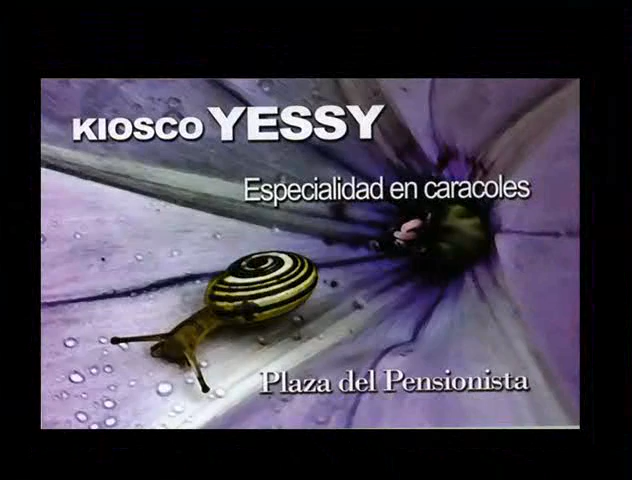 KIOSCO YESSY
Especialidad en caracoles
Plaza del Pensionista